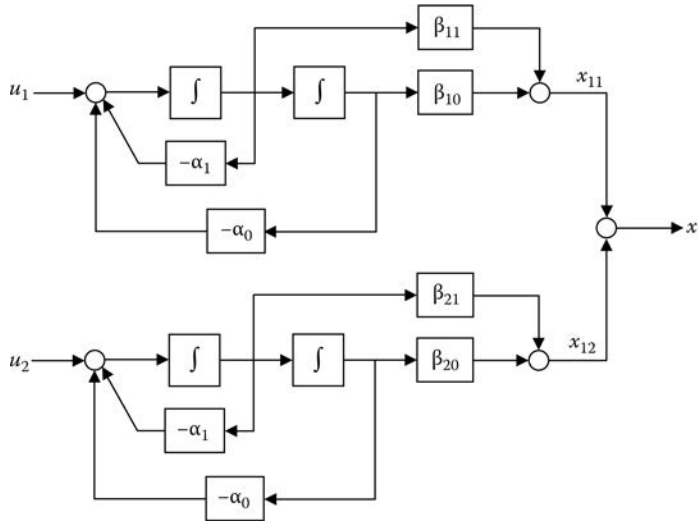 β₁₁
u₁ ∫ ∫ β₁₀ x₁₁
−α₁
−α₀
x
β₂₁
u₂ ∫ ∫ β₂₀ x₁₂
−α₁
−α₀